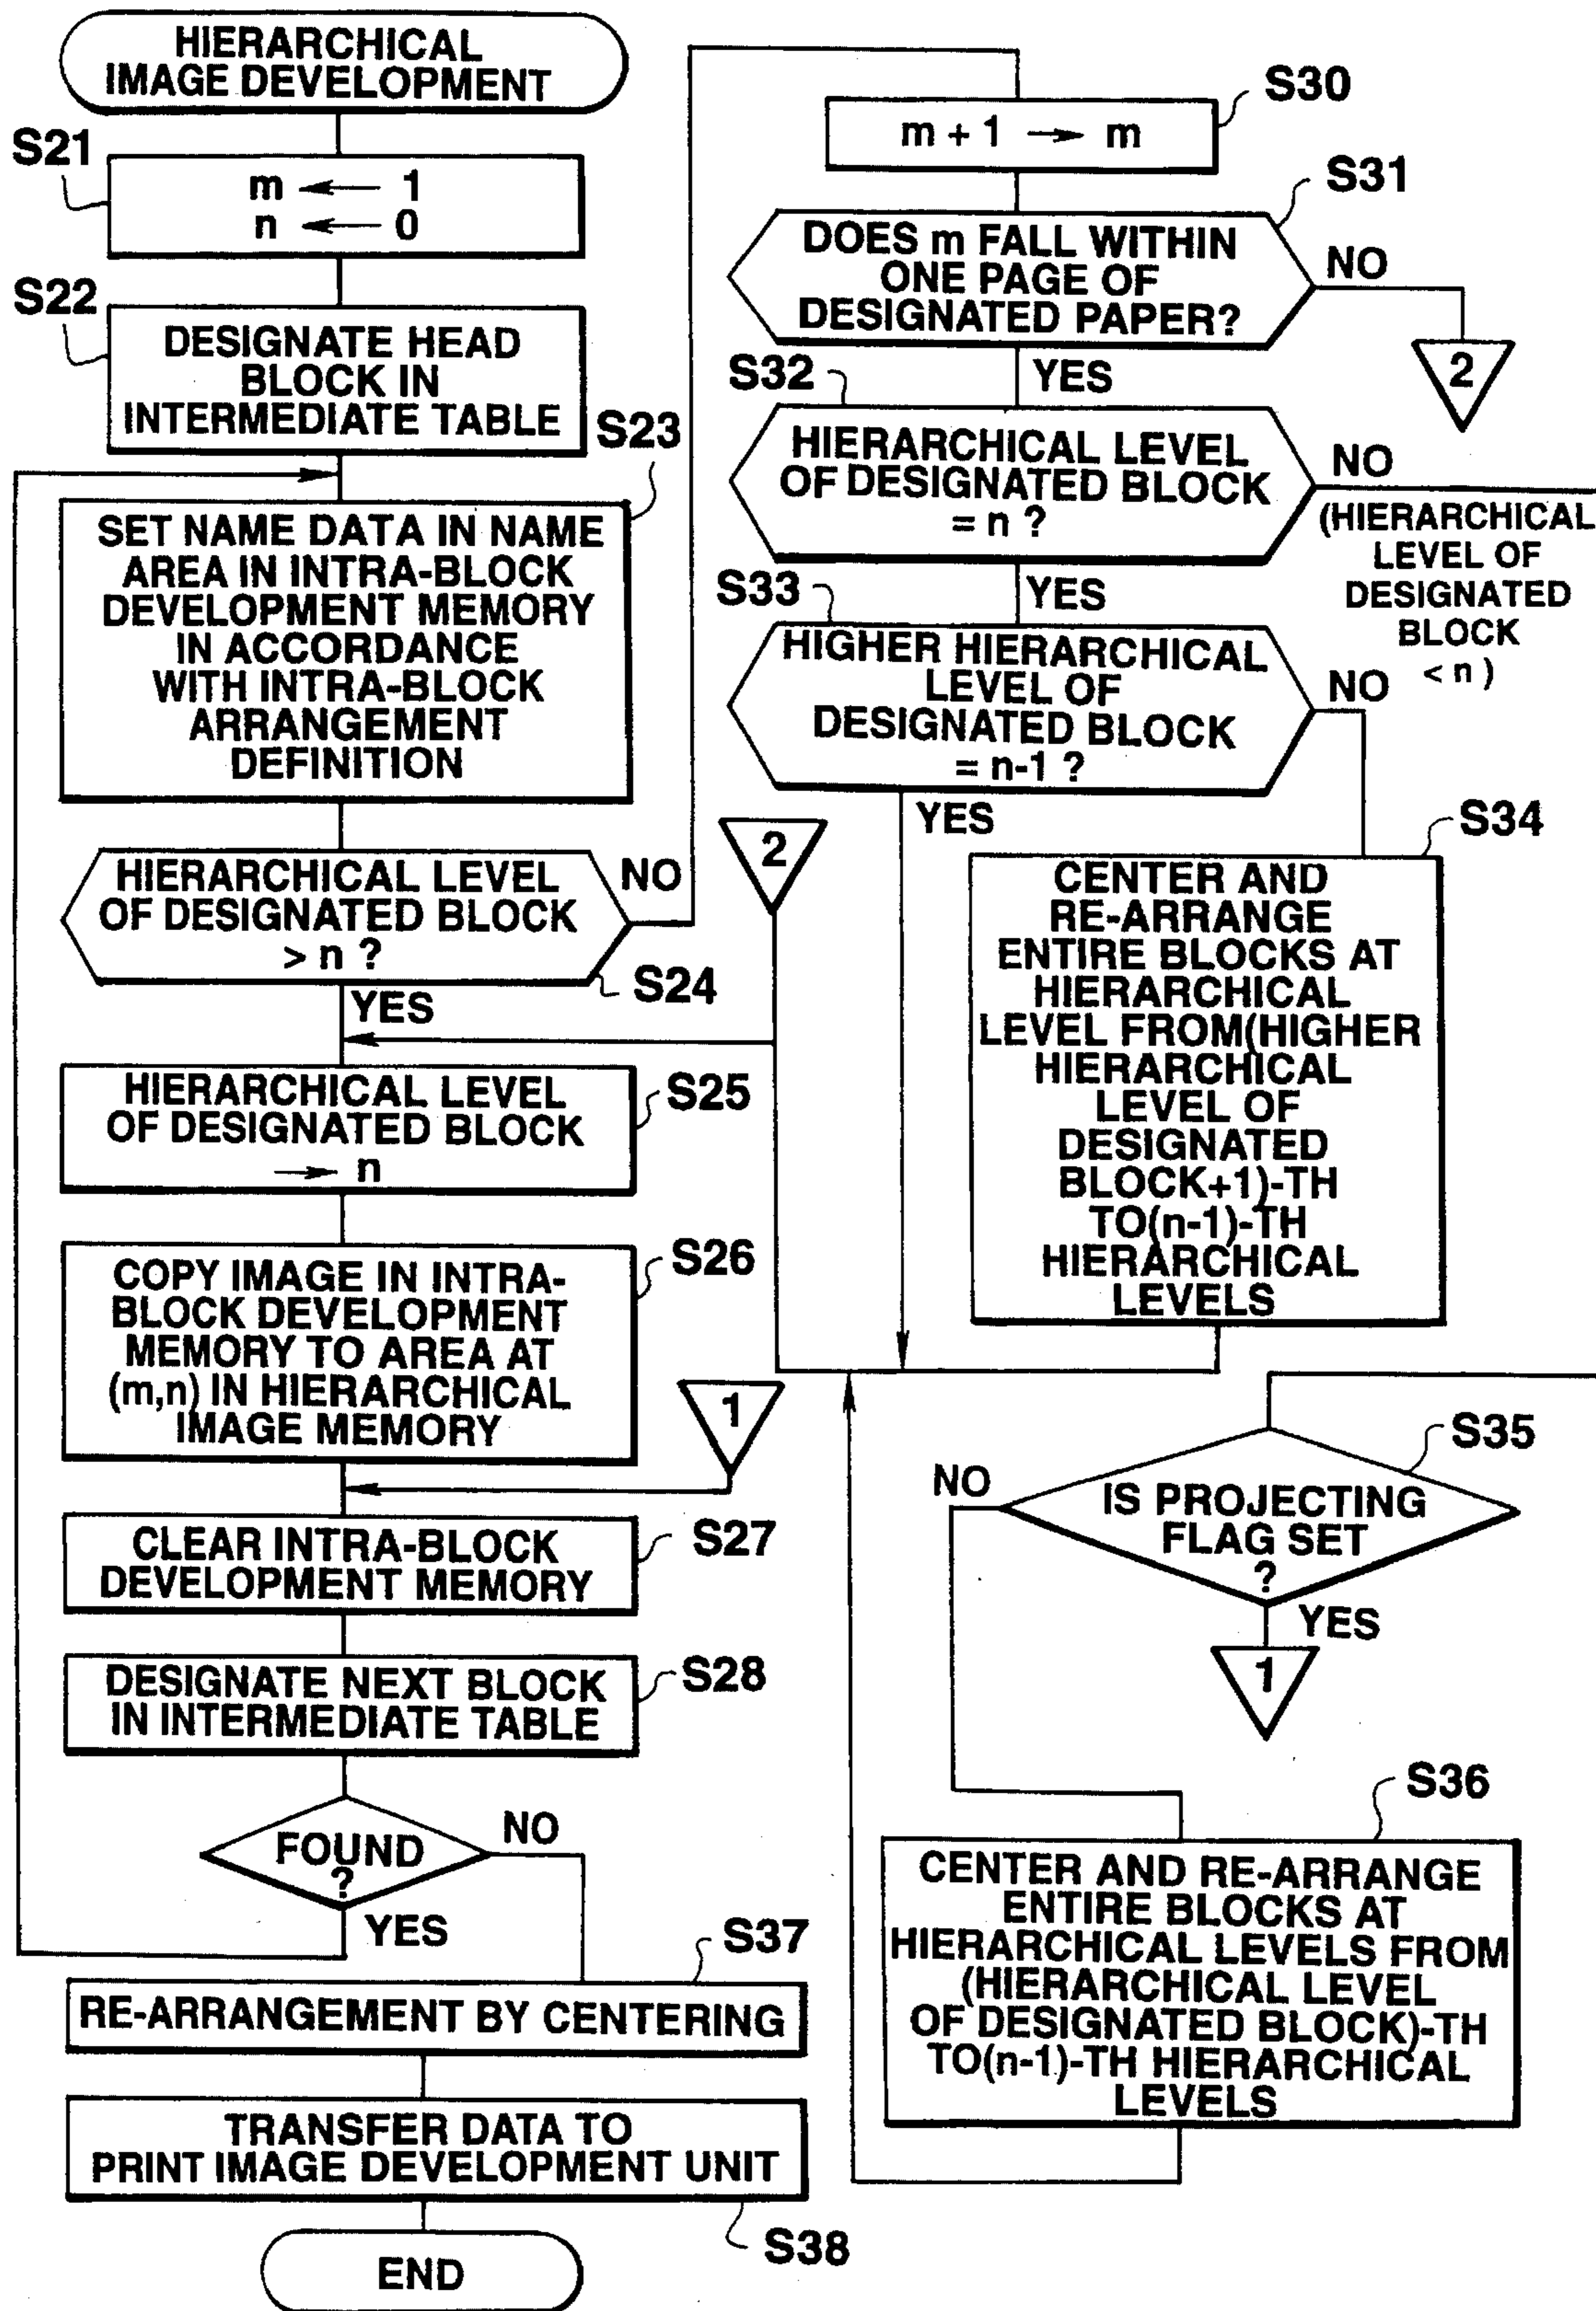 HIERARCHICAL
IMAGE DEVELOPMENT
S21
m ← 1
n ← 0
S22
DESIGNATE HEAD
BLOCK IN
INTERMEDIATE TABLE
S23
SET NAME DATA IN NAME
AREA IN INTRA-BLOCK
DEVELOPMENT MEMORY
IN ACCORDANCE
WITH INTRA-BLOCK
ARRANGEMENT
DEFINITION
HIERARCHICAL LEVEL
OF DESIGNATED BLOCK
> n ?
NO
S24
YES
HIERARCHICAL LEVEL
OF DESIGNATED BLOCK
→ n
S25
COPY IMAGE IN INTRA-
BLOCK DEVELOPMENT
MEMORY TO AREA AT
(m,n) IN HIERARCHICAL
IMAGE MEMORY
S26
1
CLEAR INTRA-BLOCK
DEVELOPMENT MEMORY
S27
DESIGNATE NEXT BLOCK
IN INTERMEDIATE TABLE
S28
FOUND
?
NO
YES
S37
RE-ARRANGEMENT BY CENTERING
TRANSFER DATA TO
PRINT IMAGE DEVELOPMENT UNIT
S38
END
S30
m + 1 → m
S31
DOES m FALL WITHIN
ONE PAGE OF
DESIGNATED PAPER?
NO
2
YES
S32
HIERARCHICAL LEVEL
OF DESIGNATED BLOCK
= n ?
NO
(HIERARCHICAL
LEVEL OF
DESIGNATED
BLOCK
< n )
YES
S33
HIGHER HIERARCHICAL
LEVEL OF
DESIGNATED BLOCK
= n-1 ?
NO
YES
2
S34
CENTER AND
RE-ARRANGE
ENTIRE BLOCKS AT
HIERARCHICAL
LEVEL FROM(HIGHER
HIERARCHICAL
LEVEL OF
DESIGNATED
BLOCK+1)-TH
TO(n-1)-TH
HIERARCHICAL
LEVELS
S35
IS PROJECTING
FLAG SET
?
NO
YES
1
S36
CENTER AND RE-ARRANGE
ENTIRE BLOCKS AT
HIERARCHICAL LEVELS FROM
(HIERARCHICAL LEVEL
OF DESIGNATED BLOCK)-TH
TO(n-1)-TH HIERARCHICAL
LEVELS